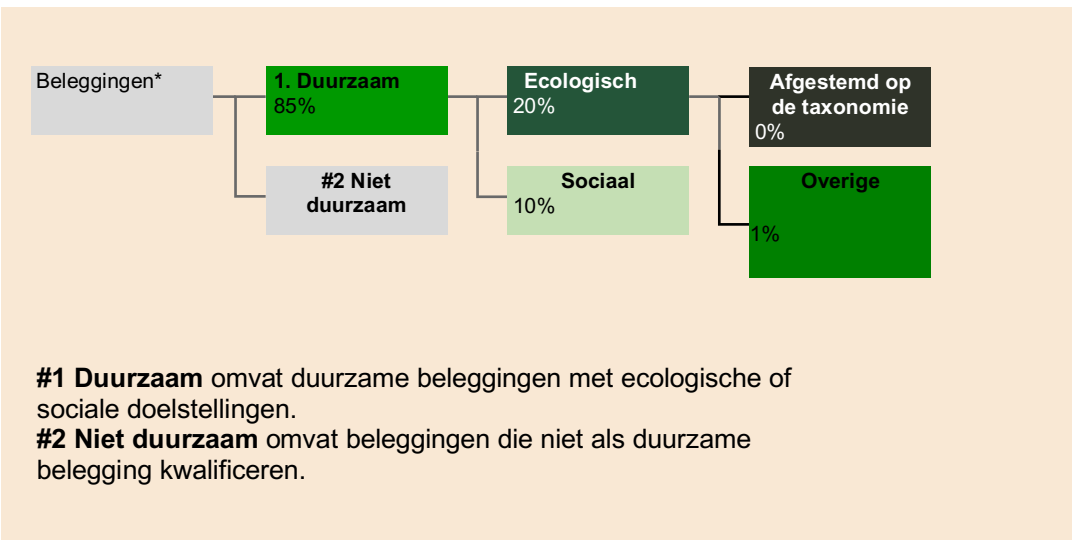 Beleggingen*
1. Duurzaam
85%
Ecologisch
20%
Afgestemd op
de taxonomie
0%
#2 Niet
duurzaam
Sociaal
10%
Overige
1%
#1 Duurzaam omvat duurzame beleggingen met ecologische of
sociale doelstellingen.
#2 Niet duurzaam omvat beleggingen die niet als duurzame
belegging kwalificeren.